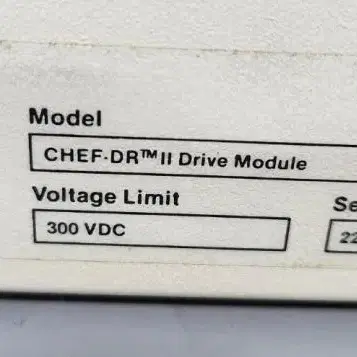 Model
CHEF-DR™II Drive Module
Voltage Limit
300 VDC